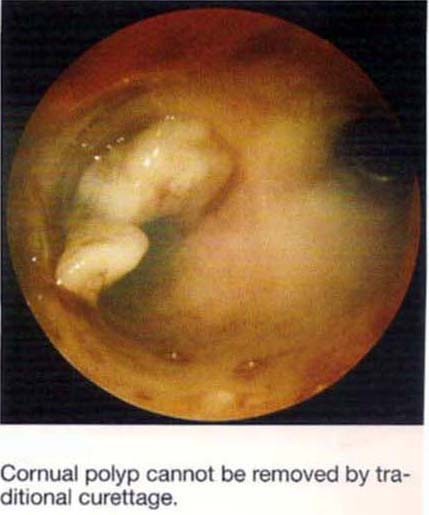 Cornual polyp cannot be removed by tra-
ditional curettage.